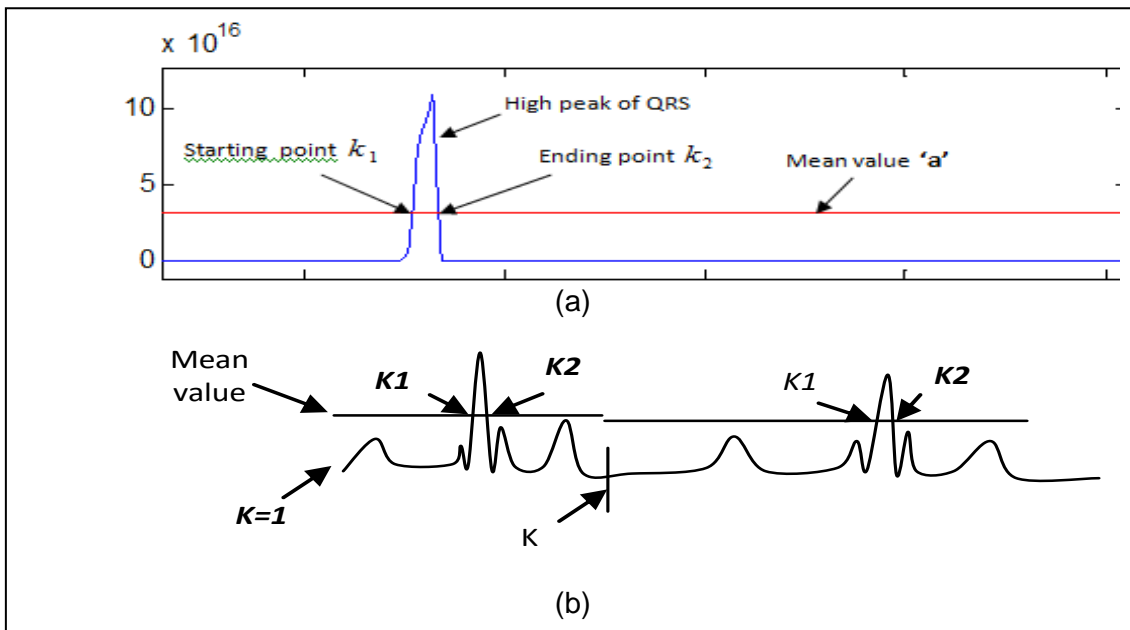 x 10^16
10
High peak of QRS
Starting point k₁
Ending point k₂
Mean value 'a'
5
0
(a)
Mean
value
K1
K2
K1
K2
K=1
K
(b)